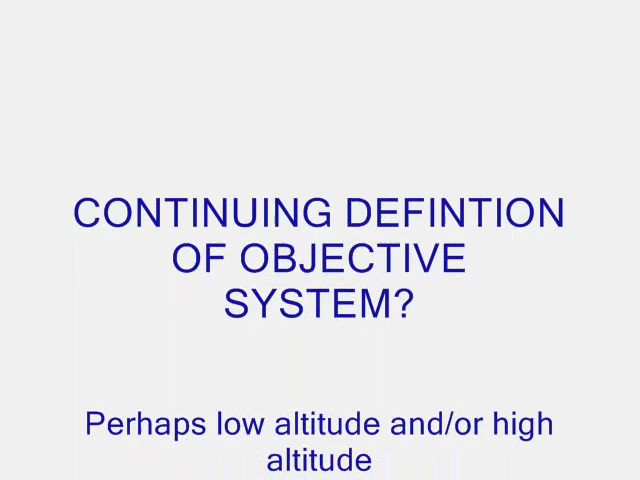 CONTINUING DEFINTION
OF OBJECTIVE
SYSTEM?
Perhaps low altitude and/or high
altitude